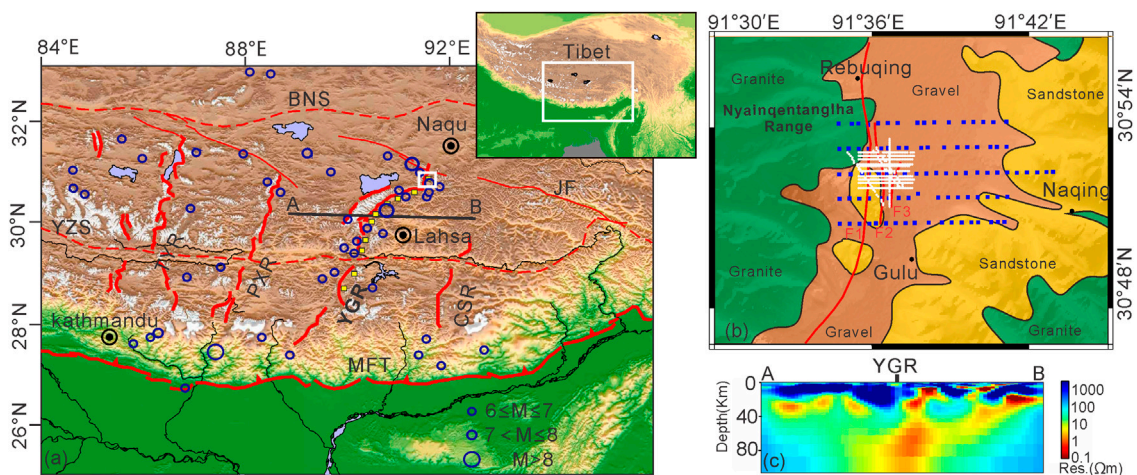 84°E
88°E
92°E
32°N
30°N
28°N
26°N
BNS
Naqu
JF
A
B
YZS
Lahsa
PXR
YGR
CSR
kathmandu
MFT
6≤M≤7
7<M≤8
M>8
(a)
Tibet
91°30'E
91°36'E
91°42'E
30°54'N
30°48'N
Granite
Rebuqing
Gravel
Sandstone
Nyainqentanglha
Range
Naqing
F3
F1
F2
Granite
Gulu
Sandstone
Gravel
Granite
(b)
A
YGR
B
Depth(Km)
0
40
80
(c)
1000
100
10
1
0.1
Res.(Ωm)